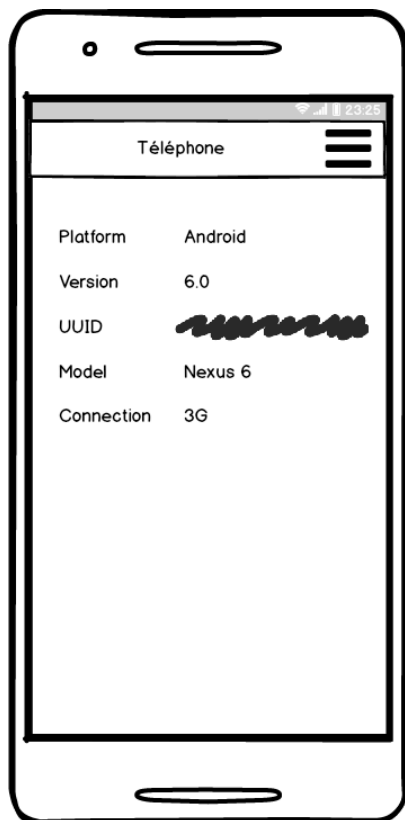 23:25
Téléphone
Platform Android
Version 6.0
UUID
Model Nexus 6
Connection 3G